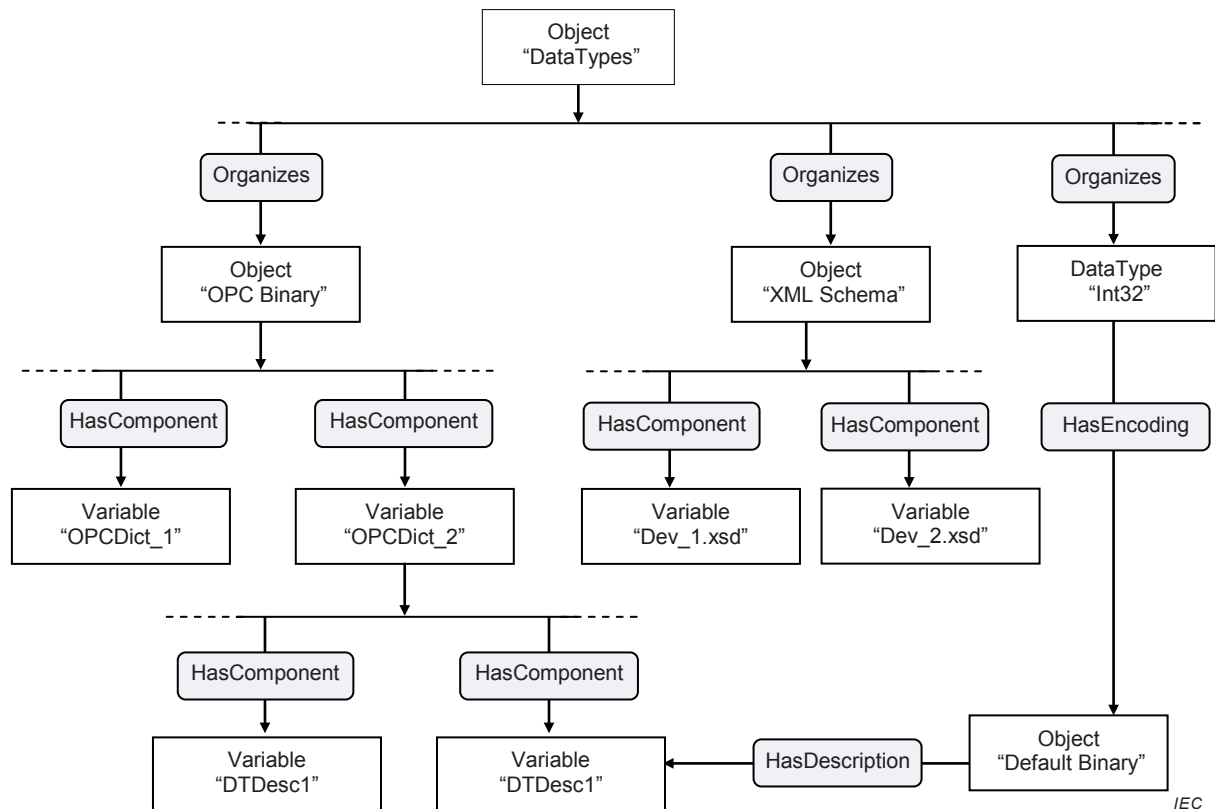 Object
“DataTypes”
Organizes
Organizes
Organizes
Object
“OPC Binary”
Object
“XML Schema”
DataType
“Int32”
HasComponent
HasComponent
HasComponent
HasComponent
HasEncoding
Variable
“OPCDict_1”
Variable
“OPCDict_2”
Variable
“Dev_1.xsd”
Variable
“Dev_2.xsd”
HasComponent
HasComponent
Variable
“DTDesc1”
Variable
“DTDesc1”
HasDescription
Object
“Default Binary”
IEC